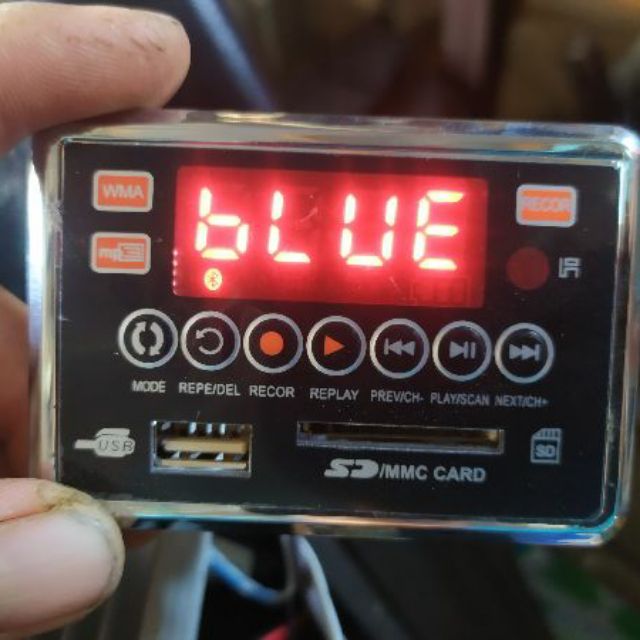 WMA
bLUE
RECOR
mp3
MODE REPE/DEL RECOR REPLAY PREV/CH- PLAY/SCAN NEXT/CH+
USB
SD/MMC CARD
SD